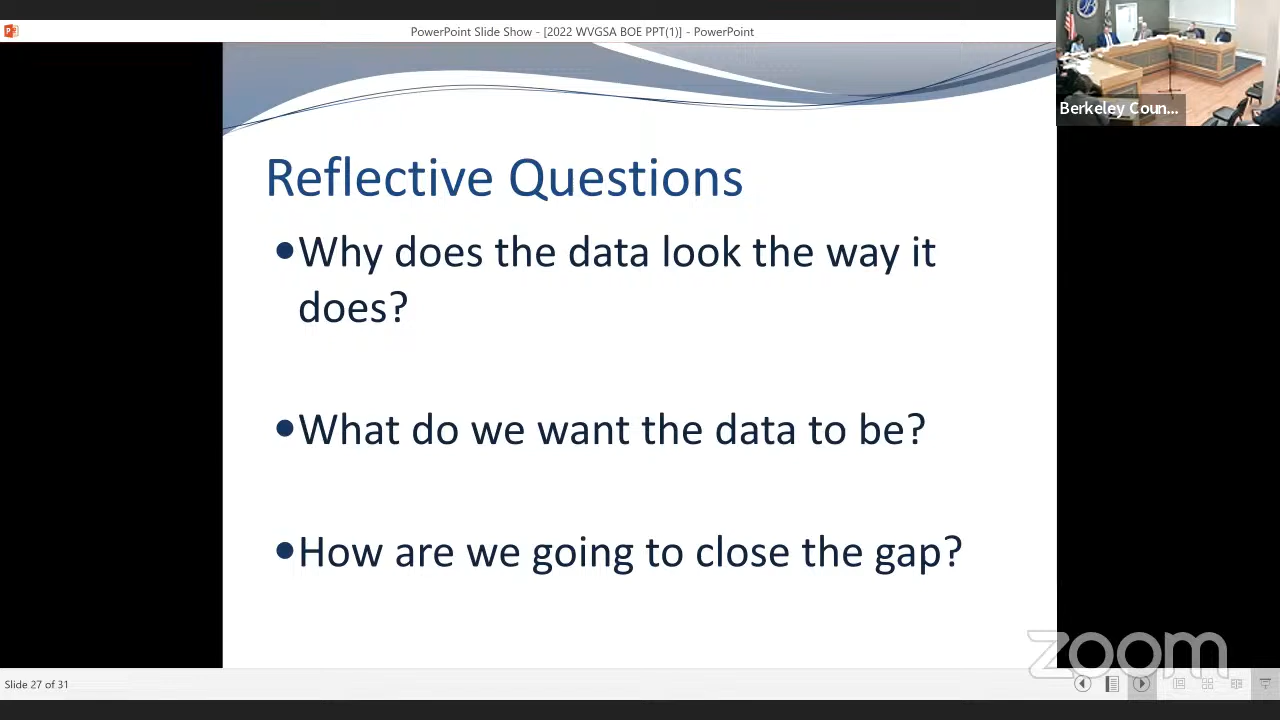 PowerPoint Slide Show - [2022 WVGSA BOE PPT(1)] - PowerPoint
Berkeley Coun...
Reflective Questions
•Why does the data look the way it
does?
•What do we want the data to be?
•How are we going to close the gap?
zoom
Slide 27 of 31